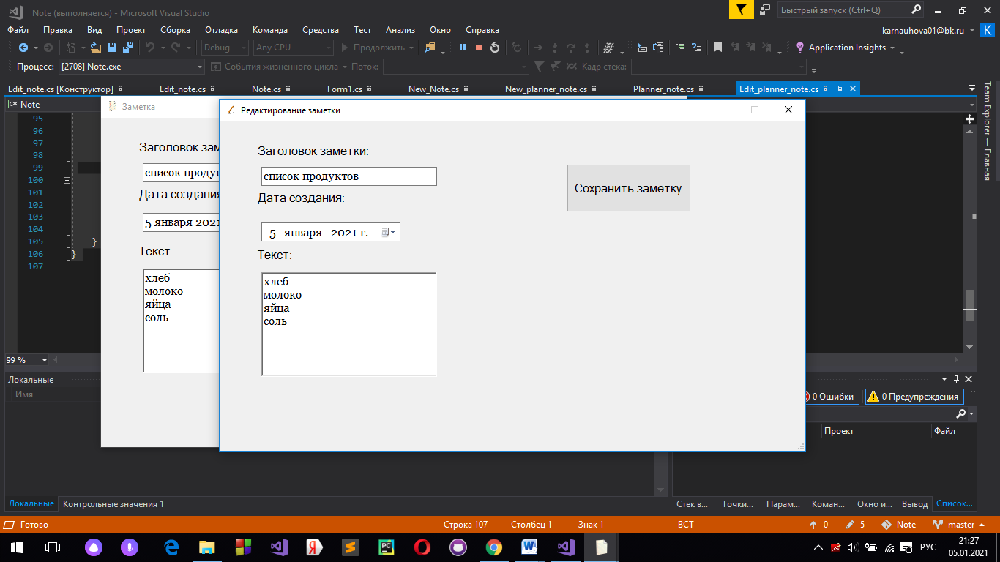 Note (выполняется) - Microsoft Visual Studio
Быстрый запуск (Ctrl+Q)
Файл Правка Вид Проект Сборка Отладка Команда Средства Тест Анализ Окно Справка
karnauhova01@bk.ru K
Debug Any CPU Продолжить Application Insights
Процесс: [2708] Note.exe События жизненного цикла Поток: Кадр стека:
Edit_note.cs [Конструктор] Edit_note.cs Note.cs Form1.cs New_Note.cs New_planner_note.cs Planner_note.cs Edit_planner_note.cs
C# Note
Team Explorer — Главная
95
96
97
98
99
100
101
102
103
104
105 }
106 }
107
99 %
Заметка
Заголовок зам
список продук
Дата создания
5 января 2021
Текст:
хлеб
молоко
яйца
соль
Редактирование заметки
Заголовок заметки:
список продуктов
Дата создания:
5 января 2021 г.
Текст:
хлеб
молоко
яйца
соль
Сохранить заметку
Локальные
Имя
0 Ошибки 0 Предупреждения
Проект Файл
Локальные Контрольные значения 1
Стек в... Точки... Парам... Коман... Окно и... Вывод Список...
Готово Строка 107 Столбец 1 Знак 1 ВСТ 0 5 Note master
РУС 21:27
05.01.2021